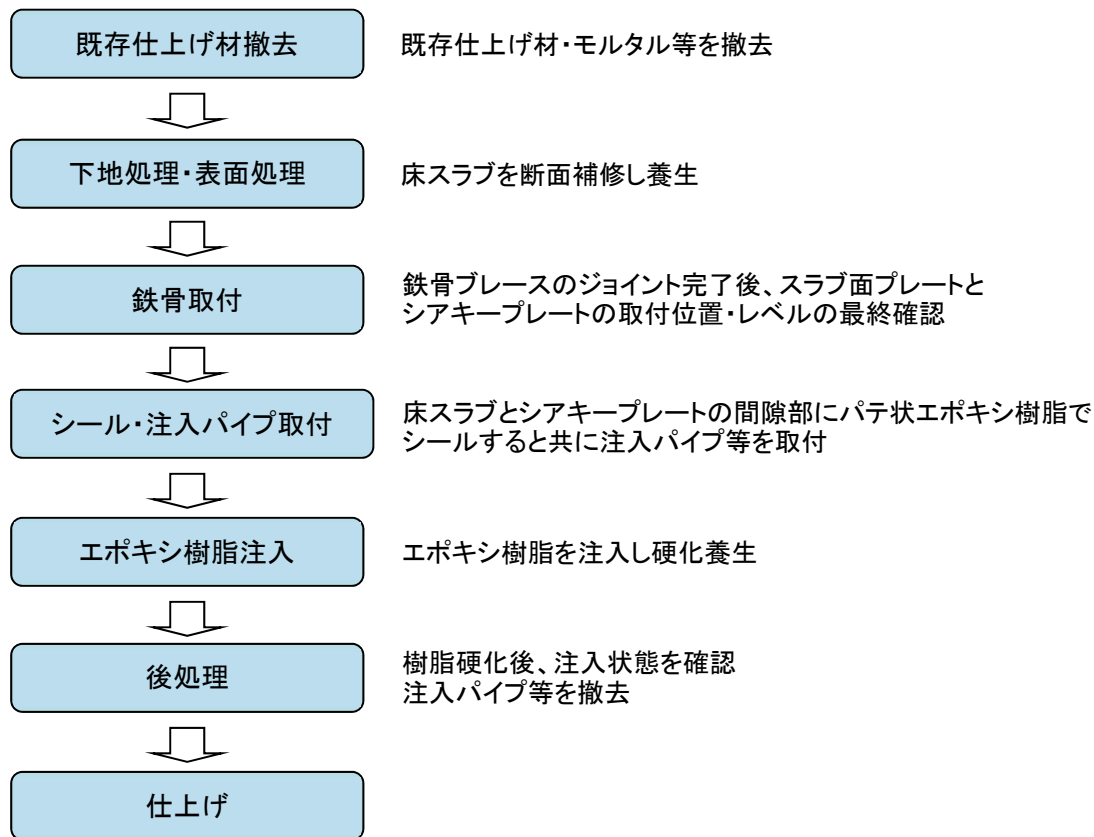 既存仕上げ材撤去
既存仕上げ材・モルタル等を撤去
下地処理・表面処理
床スラブを断面補修し養生
鉄骨取付
鉄骨ブレースのジョイント完了後、スラブ面プレートと
シアキープレートの取付位置・レベルの最終確認
シール・注入パイプ取付
床スラブとシアキープレートの間隙部にパテ状エポキシ樹脂で
シールすると共に注入パイプ等を取付
エポキシ樹脂注入
エポキシ樹脂を注入し硬化養生
後処理
樹脂硬化後、注入状態を確認
注入パイプ等を撤去
仕上げ